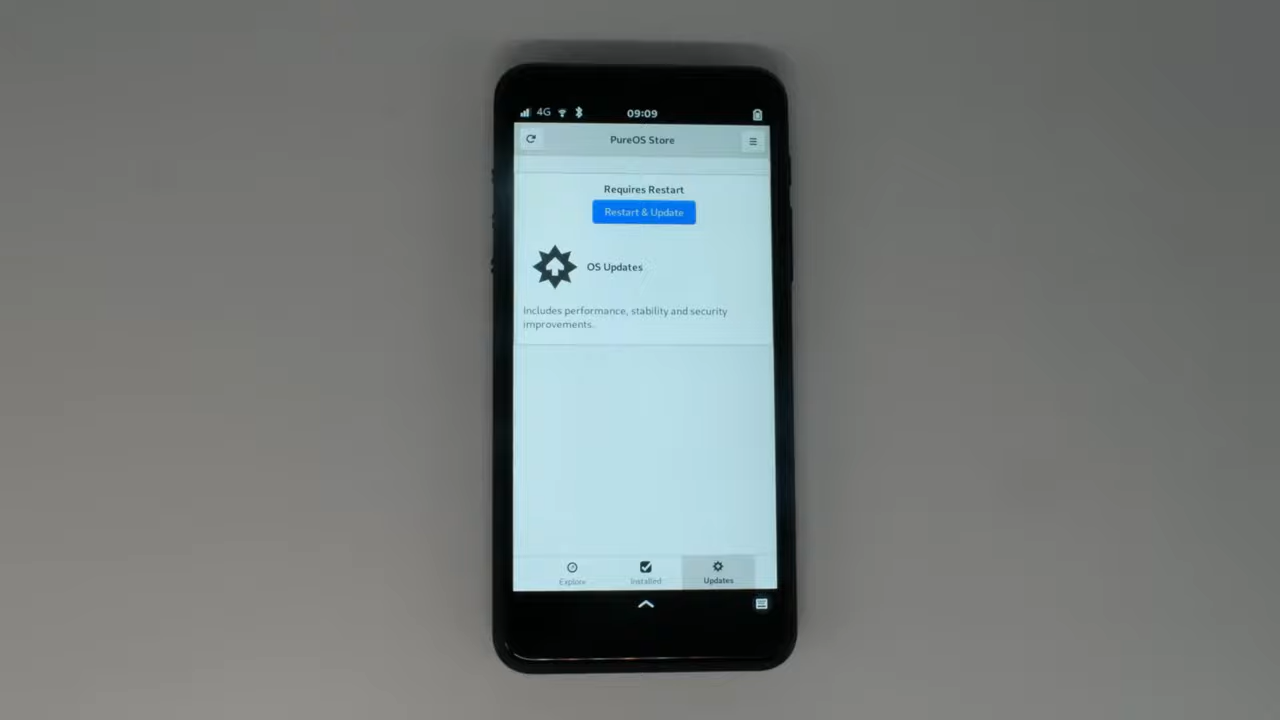 4G 09:09
PureOS Store
Requires Restart
Restart & Update
OS Updates
Includes performance, stability and security
improvements.
Explore Installed Updates